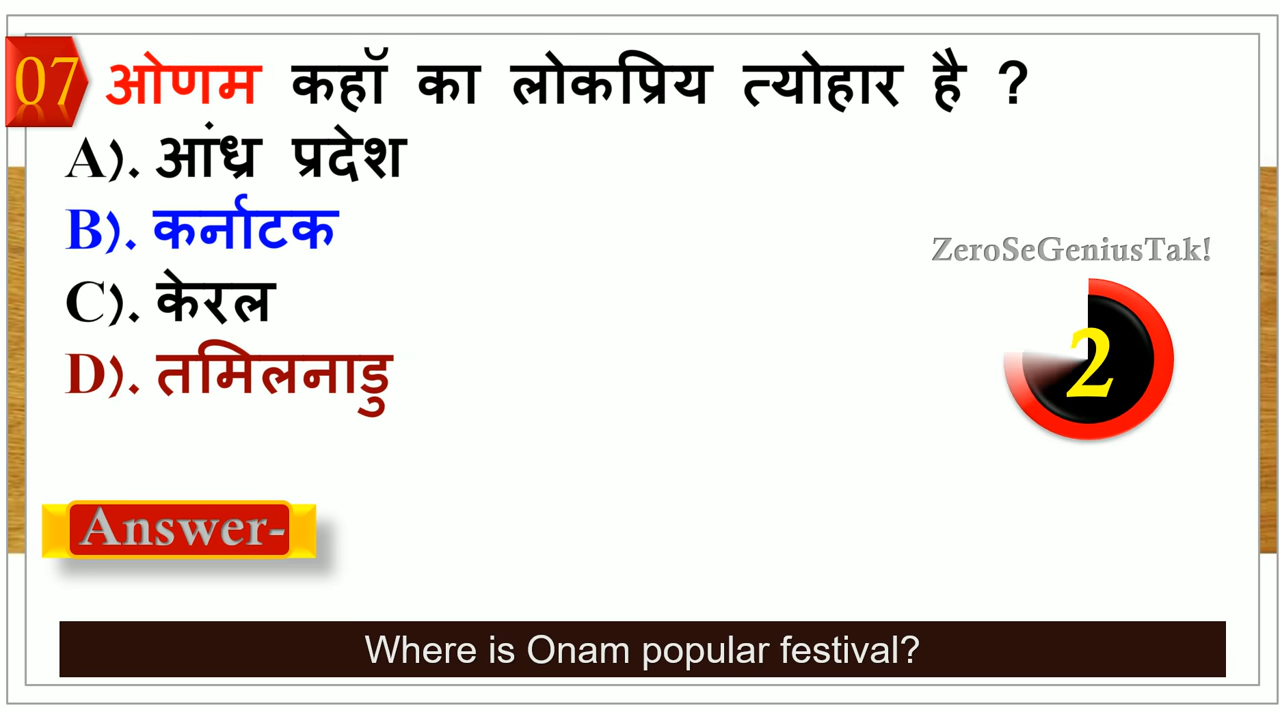 07 ओणम कहाॅ का लोकप्रिय त्योहार है ?
A). आंध्र प्रदेश
B). कर्नाटक
C). केरल
D). तमिलनाडु
ZeroSeGeniusTak!
2
Answer-
Where is Onam popular festival?